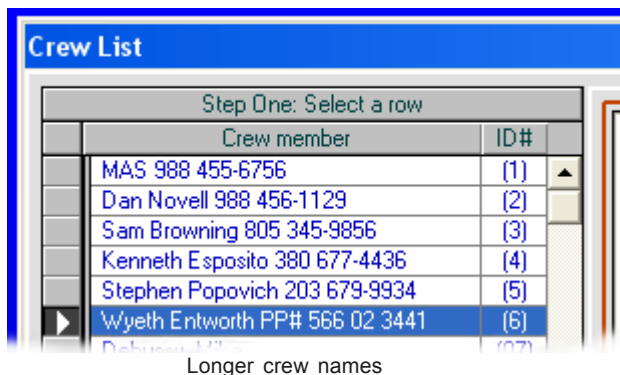 Crew List
Step One: Select a row
Crew member ID#
MAS 988 455-6756 (1)
Dan Novell 988 456-1129 (2)
Sam Browning 805 345-9856 (3)
Kenneth Esposito 380 677-4436 (4)
Stephen Popovich 203 679-9934 (5)
Wyeth Entworth PP# 566 02 3441 (6)
Longer crew names